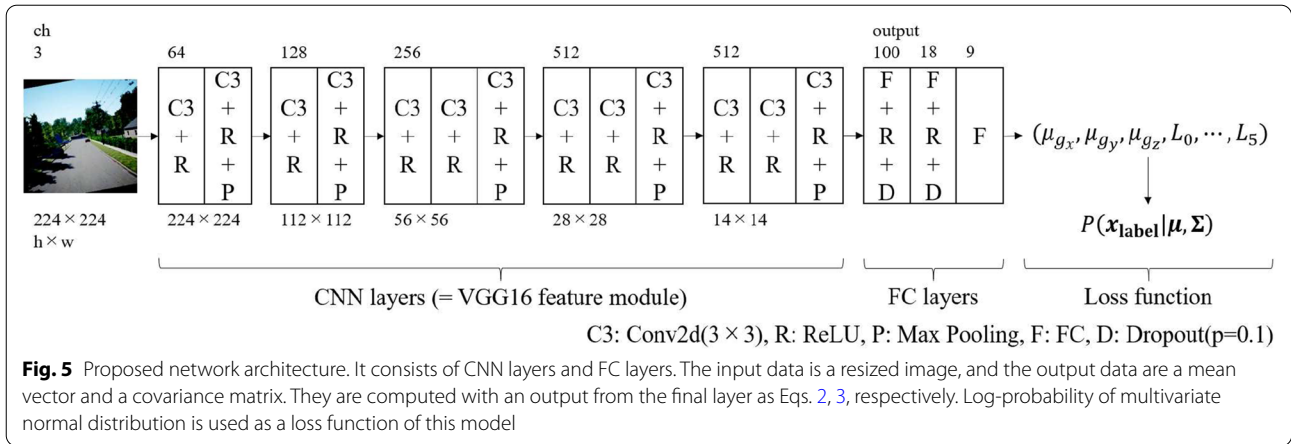 ch
3
64 128 256 512 512
output
100 18 9
C3 + R
C3 + R + P
C3 + R
C3 + R + P
C3 + R
C3 + R
C3 + R + P
C3 + R
C3 + R
C3 + R + P
C3 + R
C3 + R
C3 + R + P
F + R + D
F + R + D
F
(μ_{g_x}, μ_{g_y}, μ_{g_z}, L_0, ⋯, L_5)
P(x_{label}|μ, Σ)
224 × 224
h × w
224 × 224 112 × 112 56 × 56 28 × 28 14 × 14
CNN layers (= VGG16 feature module) FC layers Loss function
C3: Conv2d(3 × 3), R: ReLU, P: Max Pooling, F: FC, D: Dropout(p=0.1)
Fig. 5 Proposed network architecture. It consists of CNN layers and FC layers. The input data is a resized image, and the output data are a mean
vector and a covariance matrix. They are computed with an output from the final layer as Eqs. 2, 3, respectively. Log-probability of multivariate
normal distribution is used as a loss function of this model